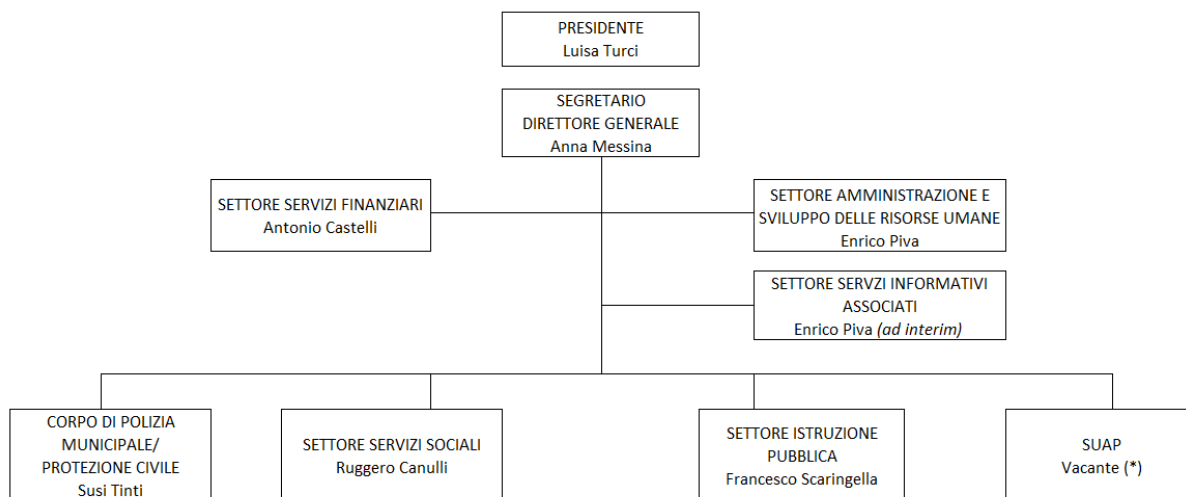 PRESIDENTE
Luisa Turci
SEGRETARIO
DIRETTORE GENERALE
Anna Messina
SETTORE SERVIZI FINANZIARI
Antonio Castelli
SETTORE AMMINISTRAZIONE E
SVILUPPO DELLE RISORSE UMANE
Enrico Piva
SETTORE SERVZI INFORMATIVI
ASSOCIATI
Enrico Piva (ad interim)
CORPO DI POLIZIA
MUNICIPALE/
PROTEZIONE CIVILE
Susi Tinti
SETTORE SERVIZI SOCIALI
Ruggero Canulli
SETTORE ISTRUZIONE
PUBBLICA
Francesco Scaringella
SUAP
Vacante (*)